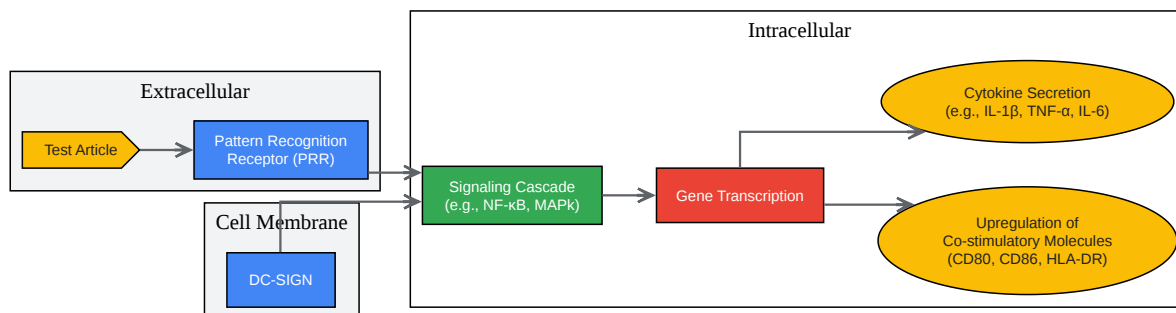 Extracellular
Test Article
Pattern Recognition
Receptor (PRR)
Cell Membrane
DC-SIGN
Intracellular
Signaling Cascade
(e.g., NF-κB, MAPk)
Gene Transcription
Cytokine Secretion
(e.g., IL-1β, TNF-α, IL-6)
Upregulation of
Co-stimulatory Molecules
(CD80, CD86, HLA-DR)